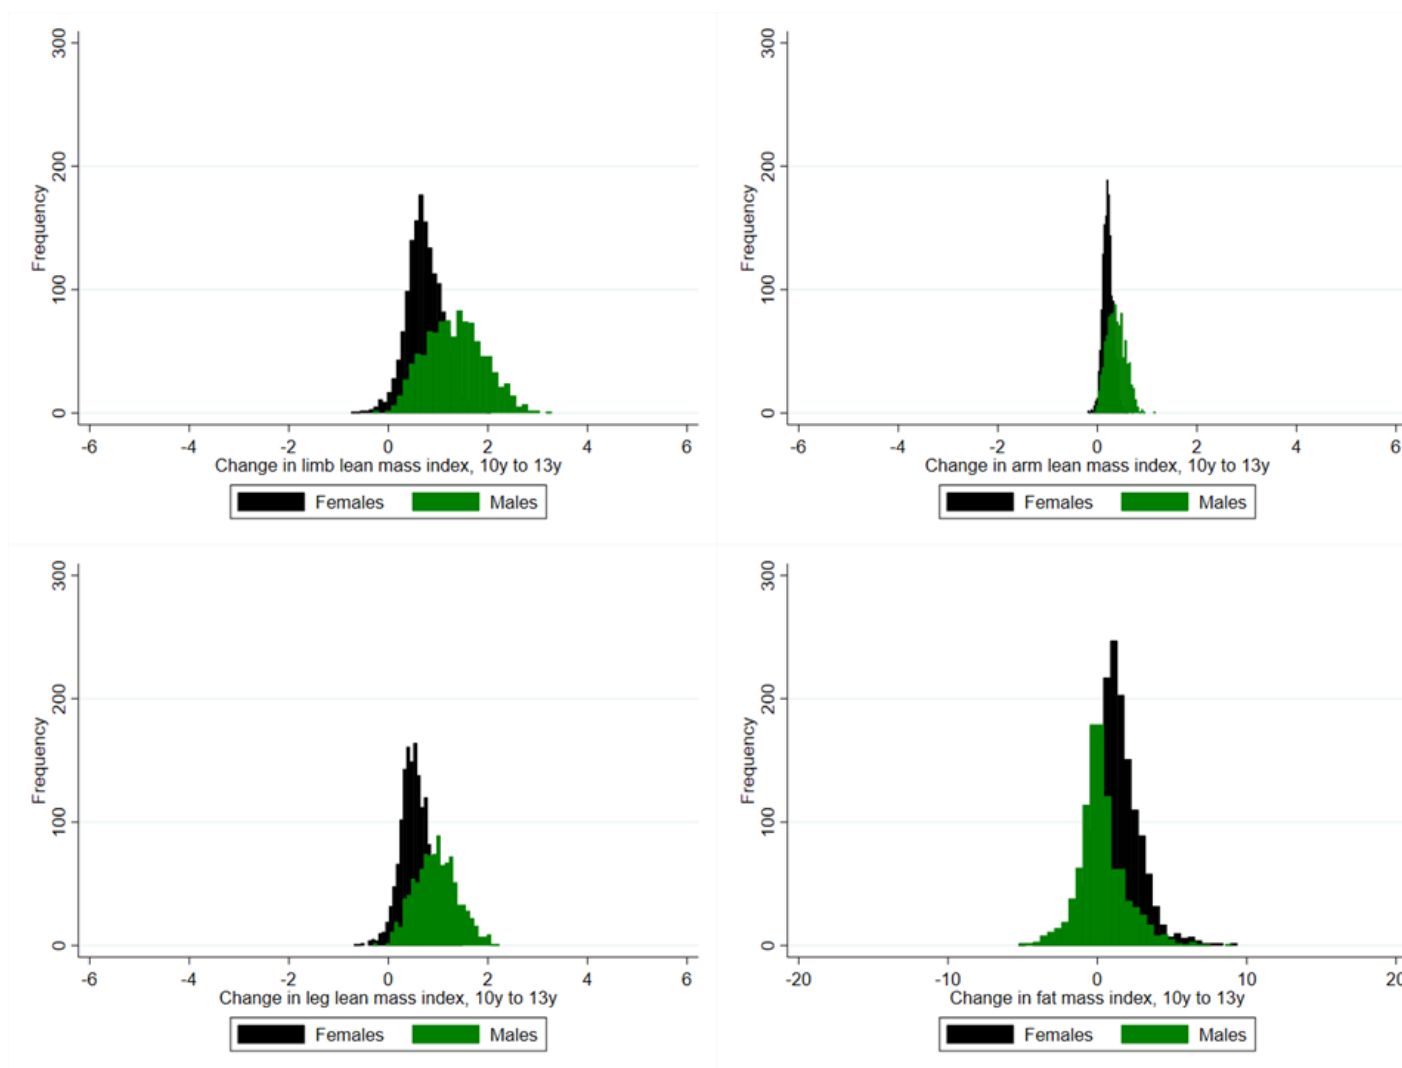 300
200
100
0
Frequency
-6 -4 -2 0 2 4 6
Change in limb lean mass index, 10y to 13y
Females Males
300
200
100
0
Frequency
-6 -4 -2 0 2 4 6
Change in arm lean mass index, 10y to 13y
Females Males
300
200
100
0
Frequency
-6 -4 -2 0 2 4 6
Change in leg lean mass index, 10y to 13y
Females Males
300
200
100
0
Frequency
-20 -10 0 10 20
Change in fat mass index, 10y to 13y
Females Males